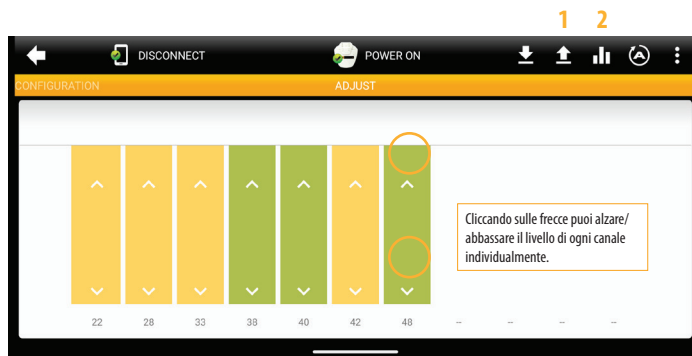 1 2
DISCONNECT POWER ON
CONFIGURATION ADJUST
Cliccando sulle frecce puoi alzare/
abbassare il livello di ogni canale
individualmente.
22 28 33 38 40 42 48 -- -- -- --